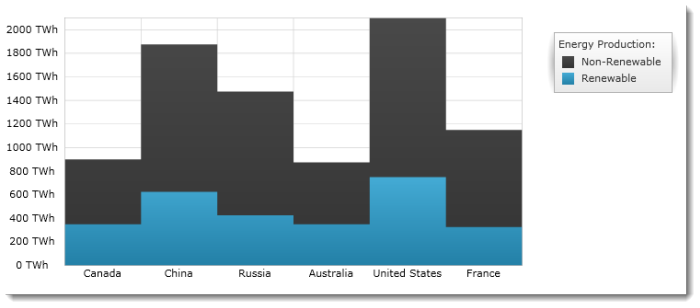 2000 TWh
1800 TWh
1600 TWh
1400 TWh
1200 TWh
1000 TWh
800 TWh
600 TWh
400 TWh
200 TWh
0 TWh
Canada China Russia Australia United States France
Energy Production:
Non-Renewable
Renewable